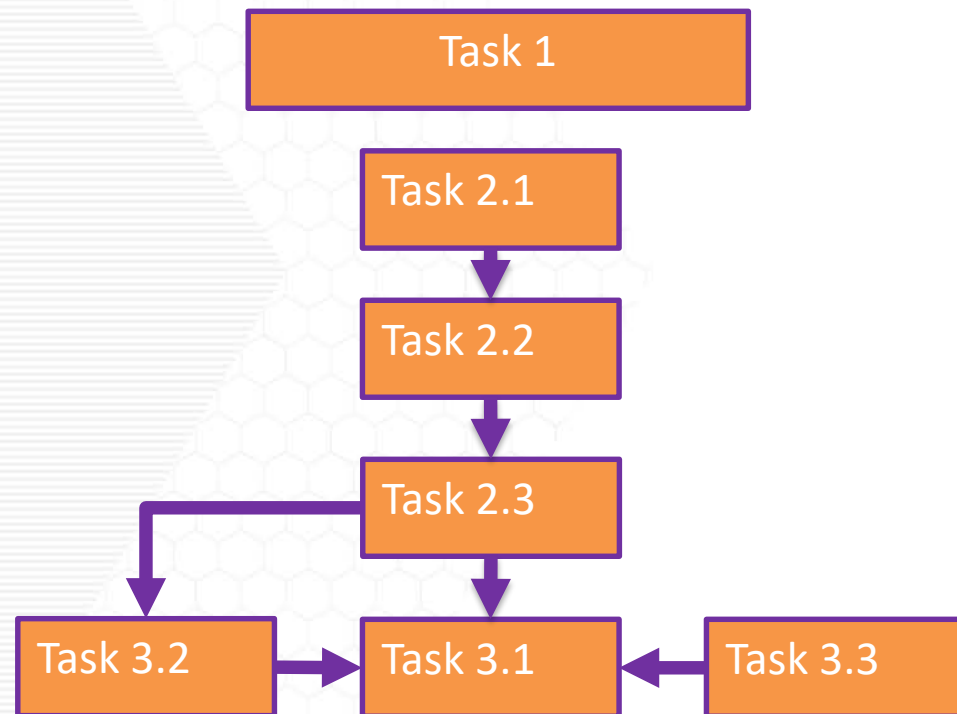 Task 1
Task 2.1
Task 2.2
Task 2.3
Task 3.2
Task 3.1
Task 3.3